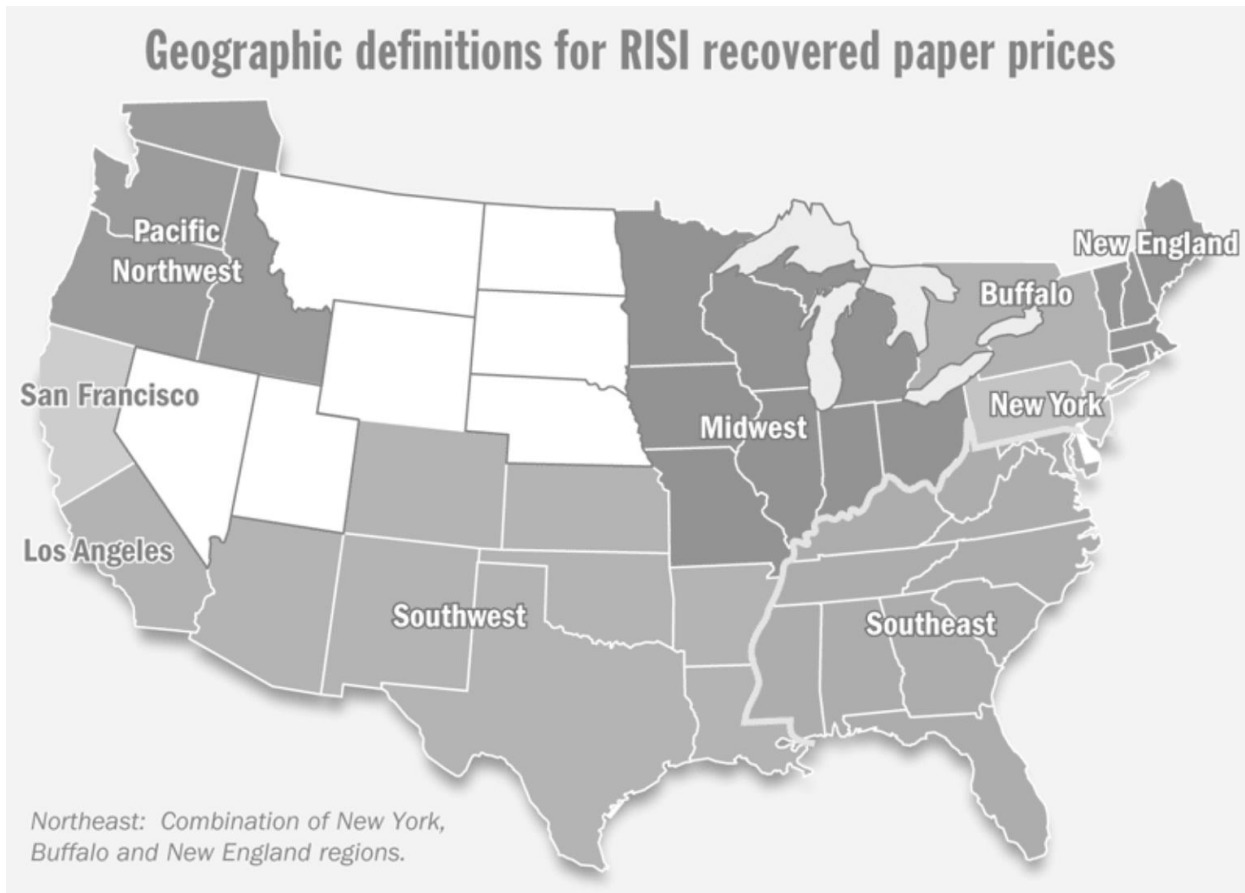 Geographic definitions for RISI recovered paper prices
Pacific
Northwest
New England
Buffalo
San Francisco
New York
Midwest
Los Angeles
Southwest
Southeast
Northeast: Combination of New York,
Buffalo and New England regions.